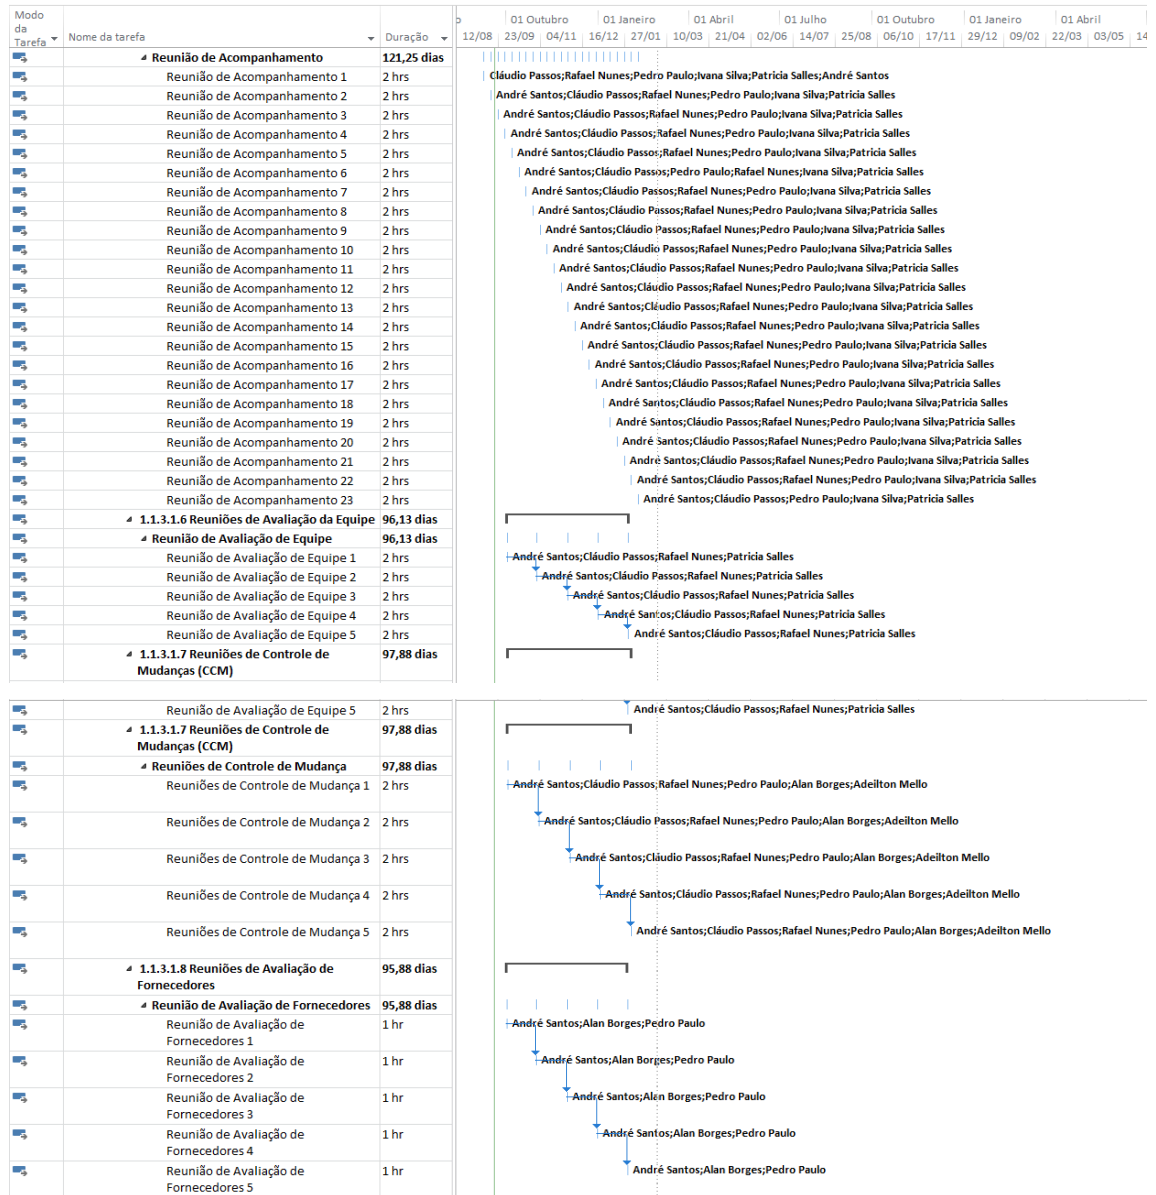 Modo da Tarefa Nome da tarefa Duração
01 Outubro 01 Janeiro 01 Abril 01 Julho 01 Outubro 01 Janeiro 01 Abril
12/08 23/09 04/11 16/12 27/01 10/03 21/04 02/06 14/07 25/08 06/10 17/11 29/12 09/02 22/03 03/05 14
Reunião de Acompanhamento 121,25 dias
Reunião de Acompanhamento 1 2 hrs Cláudio Passos;Rafael Nunes;Pedro Paulo;Ivana Silva;Patricia Salles;André Santos
Reunião de Acompanhamento 2 2 hrs André Santos;Cláudio Passos;Rafael Nunes;Pedro Paulo;Ivana Silva;Patricia Salles
Reunião de Acompanhamento 3 2 hrs André Santos;Cláudio Passos;Rafael Nunes;Pedro Paulo;Ivana Silva;Patricia Salles
Reunião de Acompanhamento 4 2 hrs André Santos;Cláudio Passos;Rafael Nunes;Pedro Paulo;Ivana Silva;Patricia Salles
Reunião de Acompanhamento 5 2 hrs André Santos;Cláudio Passos;Rafael Nunes;Pedro Paulo;Ivana Silva;Patricia Salles
Reunião de Acompanhamento 6 2 hrs André Santos;Cláudio Passos;Pedro Paulo;Rafael Nunes;Ivana Silva;Patricia Salles
Reunião de Acompanhamento 7 2 hrs André Santos;Cláudio Passos;Rafael Nunes;Pedro Paulo;Ivana Silva;Patricia Salles
Reunião de Acompanhamento 8 2 hrs André Santos;Cláudio Passos;Rafael Nunes;Pedro Paulo;Ivana Silva;Patricia Salles
Reunião de Acompanhamento 9 2 hrs André Santos;Cláudio Passos;Rafael Nunes;Pedro Paulo;Ivana Silva;Patricia Salles
Reunião de Acompanhamento 10 2 hrs André Santos;Cláudio Passos;Rafael Nunes;Pedro Paulo;Ivana Silva;Patricia Salles
Reunião de Acompanhamento 11 2 hrs André Santos;Cláudio Passos;Rafael Nunes;Pedro Paulo;Ivana Silva;Patricia Salles
Reunião de Acompanhamento 12 2 hrs André Santos;Cláudio Passos;Rafael Nunes;Pedro Paulo;Ivana Silva;Patricia Salles
Reunião de Acompanhamento 13 2 hrs André Santos;Cláudio Passos;Rafael Nunes;Pedro Paulo;Ivana Silva;Patricia Salles
Reunião de Acompanhamento 14 2 hrs André Santos;Cláudio Passos;Rafael Nunes;Pedro Paulo;Ivana Silva;Patricia Salles
Reunião de Acompanhamento 15 2 hrs André Santos;Cláudio Passos;Rafael Nunes;Pedro Paulo;Ivana Silva;Patricia Salles
Reunião de Acompanhamento 16 2 hrs André Santos;Cláudio Passos;Rafael Nunes;Pedro Paulo;Ivana Silva;Patricia Salles
Reunião de Acompanhamento 17 2 hrs André Santos;Cláudio Passos;Rafael Nunes;Pedro Paulo;Ivana Silva;Patricia Salles
Reunião de Acompanhamento 18 2 hrs André Santos;Cláudio Passos;Rafael Nunes;Pedro Paulo;Ivana Silva;Patricia Salles
Reunião de Acompanhamento 19 2 hrs André Santos;Cláudio Passos;Rafael Nunes;Pedro Paulo;Ivana Silva;Patricia Salles
Reunião de Acompanhamento 20 2 hrs André Santos;Cláudio Passos;Rafael Nunes;Pedro Paulo;Ivana Silva;Patricia Salles
Reunião de Acompanhamento 21 2 hrs André Santos;Cláudio Passos;Rafael Nunes;Pedro Paulo;Ivana Silva;Patricia Salles
Reunião de Acompanhamento 22 2 hrs André Santos;Cláudio Passos;Rafael Nunes;Pedro Paulo;Ivana Silva;Patricia Salles
Reunião de Acompanhamento 23 2 hrs André Santos;Cláudio Passos;Pedro Paulo;Ivana Silva;Patricia Salles
1.1.3.1.6 Reuniões de Avaliação da Equipe 96,13 dias
Reunião de Avaliação de Equipe 96,13 dias
Reunião de Avaliação de Equipe 1 2 hrs André Santos;Cláudio Passos;Rafael Nunes;Patricia Salles
Reunião de Avaliação de Equipe 2 2 hrs André Santos;Cláudio Passos;Rafael Nunes;Patricia Salles
Reunião de Avaliação de Equipe 3 2 hrs André Santos;Cláudio Passos;Rafael Nunes;Patricia Salles
Reunião de Avaliação de Equipe 4 2 hrs André Santos;Cláudio Passos;Rafael Nunes;Patricia Salles
Reunião de Avaliação de Equipe 5 2 hrs André Santos;Cláudio Passos;Rafael Nunes;Patricia Salles
1.1.3.1.7 Reuniões de Controle de 97,88 dias
Mudanças (CCM)
Reunião de Avaliação de Equipe 5 2 hrs André Santos;Cláudio Passos;Rafael Nunes;Patricia Salles
1.1.3.1.7 Reuniões de Controle de 97,88 dias
Mudanças (CCM)
Reuniões de Controle de Mudança 97,88 dias
Reuniões de Controle de Mudança 1 2 hrs André Santos;Cláudio Passos;Rafael Nunes;Pedro Paulo;Alan Borges;Adeilton Mello
Reuniões de Controle de Mudança 2 2 hrs André Santos;Cláudio Passos;Rafael Nunes;Pedro Paulo;Alan Borges;Adeilton Mello
Reuniões de Controle de Mudança 3 2 hrs André Santos;Cláudio Passos;Rafael Nunes;Pedro Paulo;Alan Borges;Adeilton Mello
Reuniões de Controle de Mudança 4 2 hrs André Santos;Cláudio Passos;Rafael Nunes;Pedro Paulo;Alan Borges;Adeilton Mello
Reuniões de Controle de Mudança 5 2 hrs André Santos;Cláudio Passos;Rafael Nunes;Pedro Paulo;Alan Borges;Adeilton Mello
1.1.3.1.8 Reuniões de Avaliação de 95,88 dias
Fornecedores
Reunião de Avaliação de Fornecedores 95,88 dias
Reunião de Avaliação de 1 hr André Santos;Alan Borges;Pedro Paulo
Fornecedores 1
Reunião de Avaliação de 1 hr André Santos;Alan Borges;Pedro Paulo
Fornecedores 2
Reunião de Avaliação de 1 hr André Santos;Alan Borges;Pedro Paulo
Fornecedores 3
Reunião de Avaliação de 1 hr André Santos;Alan Borges;Pedro Paulo
Fornecedores 4
Reunião de Avaliação de 1 hr André Santos;Alan Borges;Pedro Paulo
Fornecedores 5